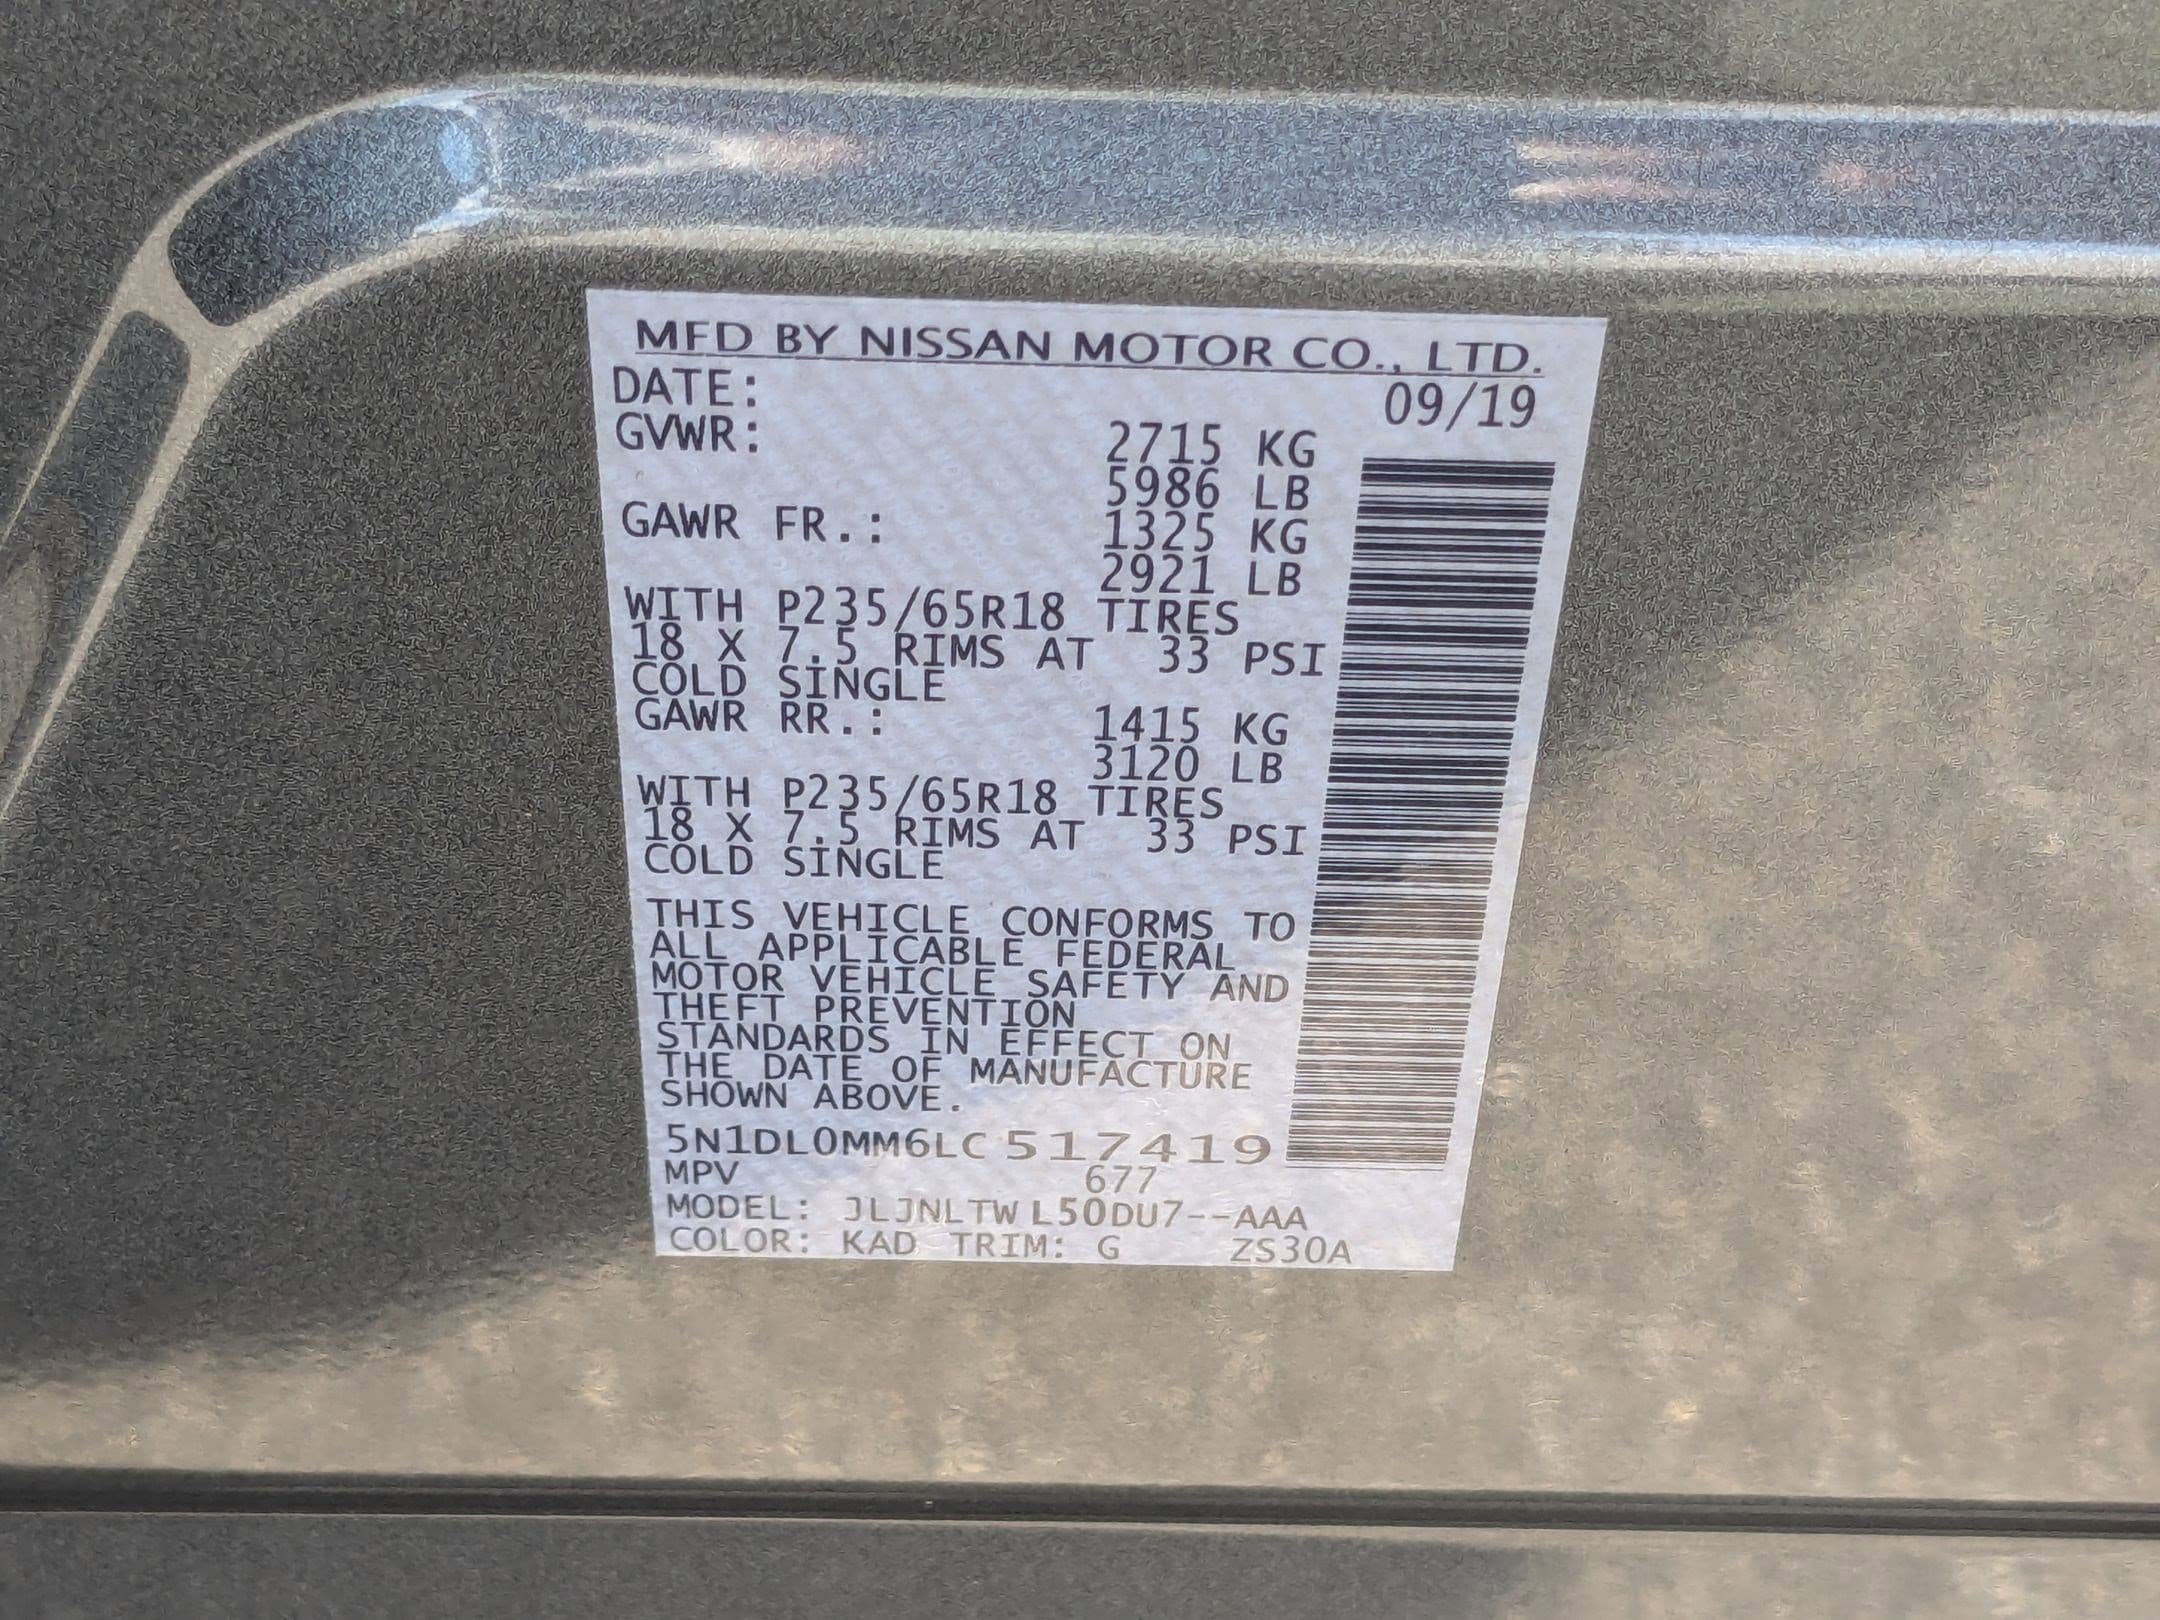 MFD BY NISSAN MOTOR CO., LTD.
DATE: 09/19
GVWR: 2715 KG
5986 LB
GAWR FR.: 1325 KG
2921 LB
WITH P235/65R18 TIRES
18 X 7.5 RIMS AT 33 PSI
COLD SINGLE
GAWR RR.: 1415 KG
3120 LB
WITH P235/65R18 TIRES
18 X 7.5 RIMS AT 33 PSI
COLD SINGLE
THIS VEHICLE CONFORMS TO
ALL APPLICABLE FEDERAL
MOTOR VEHICLE SAFETY AND
THEFT PREVENTION
STANDARDS IN EFFECT ON
THE DATE OF MANUFACTURE
SHOWN ABOVE.
5N1DL0MM6LC517419
MPV 677
MODEL: JLJNLTWL50DU7--AAA
COLOR: KAD TRIM: G ZS30A